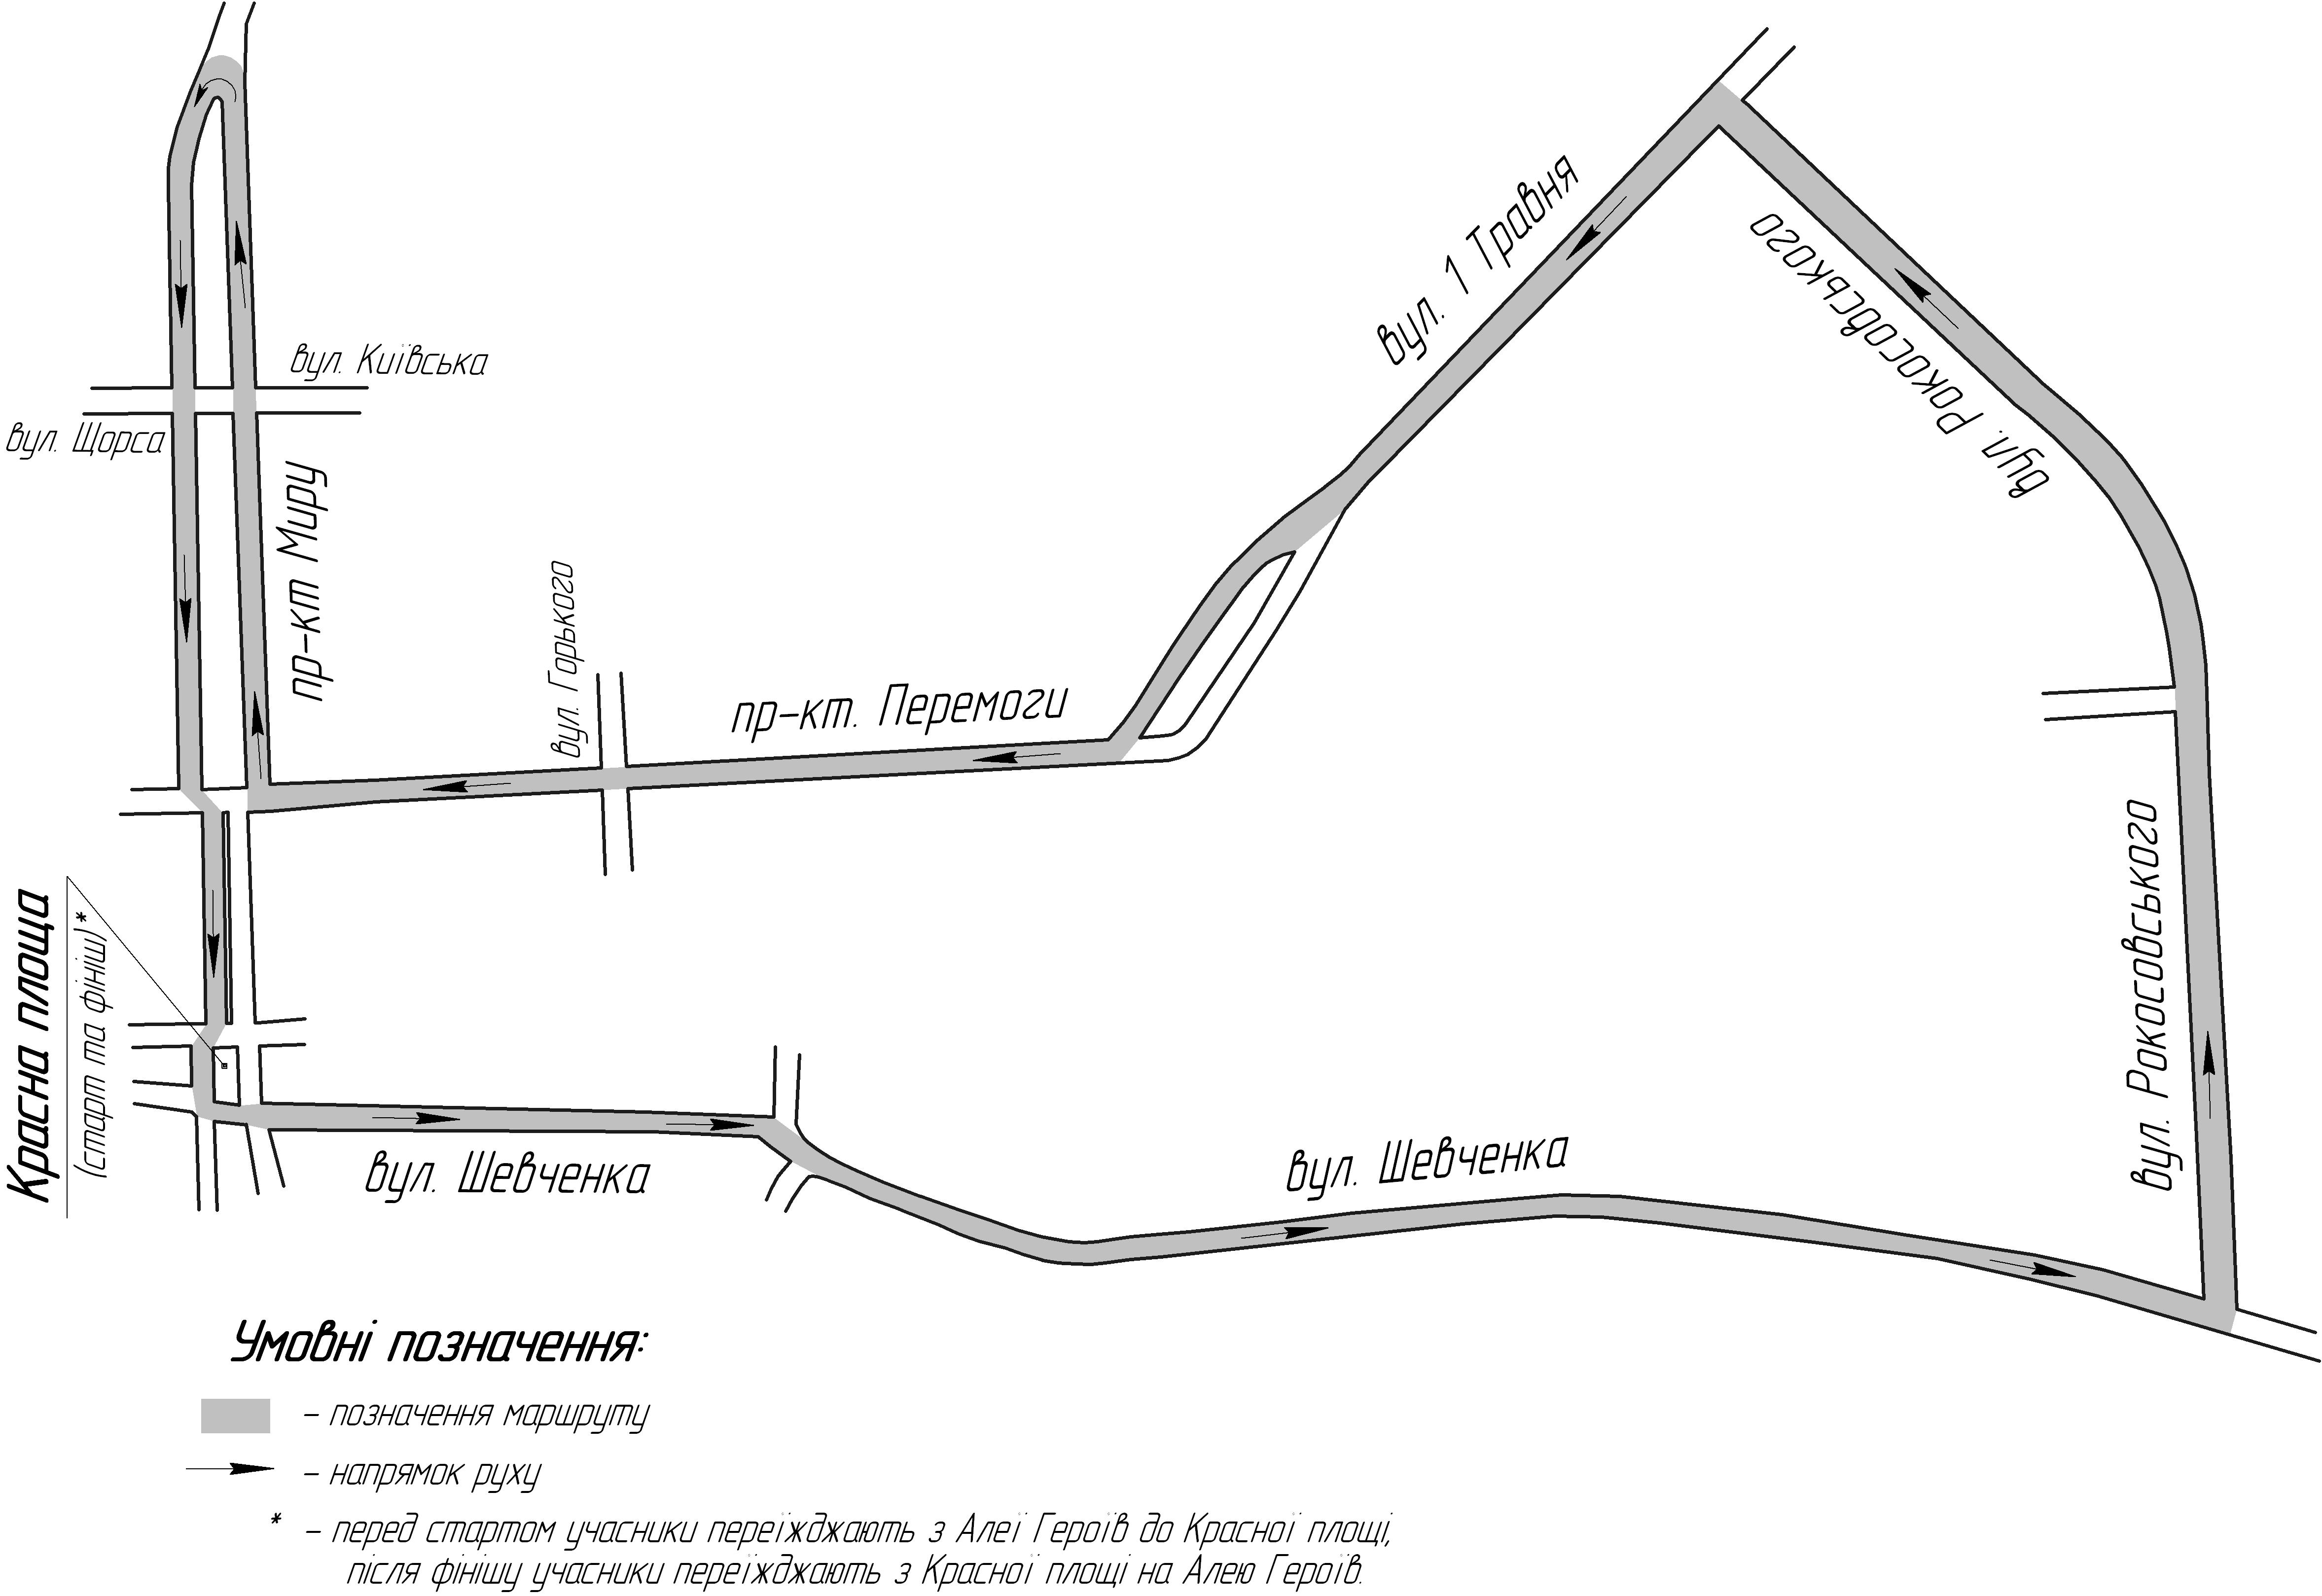 вул. Київська
вул. Щорса
пр-кт Миру
вул. Горького
пр-кт. Перемоги
вул. 1 Травня
вул. Рокосовського
вул. Рокосовського
Красна площа
(старт та фініш)*
вул. Шевченка
вул. Шевченка
Умовні позначення:
– позначення маршруту
– напрямок руху
* – перед стартом учасники переїжджають з Алеї Героїв до Красної площі,
після фінішу учасники переїжджають з Красної площі на Алею Героїв.